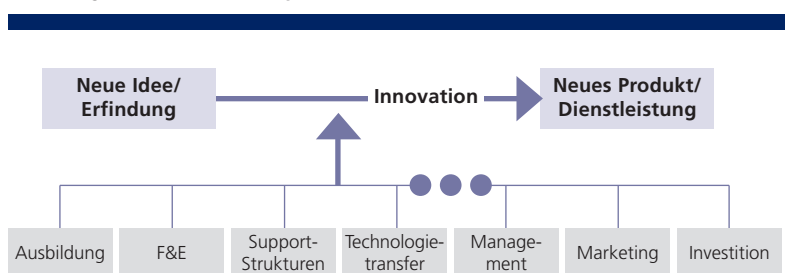 Neue Idee/
Erfindung
Innovation
Neues Produkt/
Dienstleistung
Ausbildung
F&E
Support-
Strukturen
Technologie-
transfer
Manage-
ment
Marketing
Investition